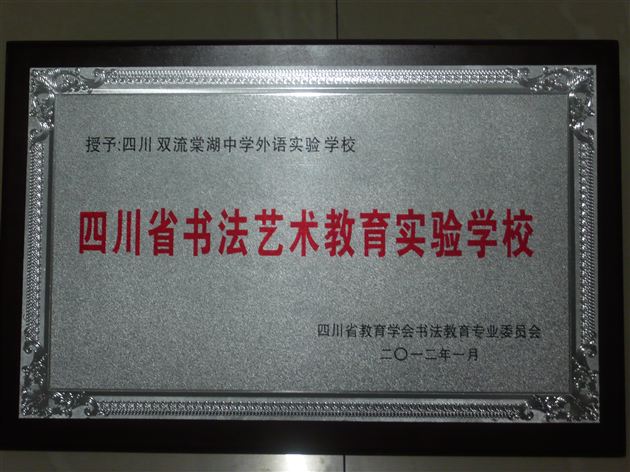 授予:四川 双流棠湖中学外语实验 学校
四川省书法艺术教育实验学校
四川省教育学会书法教育专业委员会
二〇一二年一月